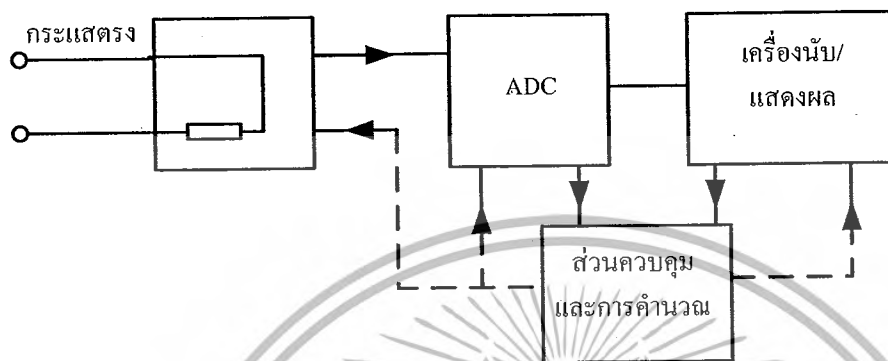 กระแสตรง
ADC
เครื่องนับ/
แสดงผล
ส่วนควบคุม
และการคำนวณ